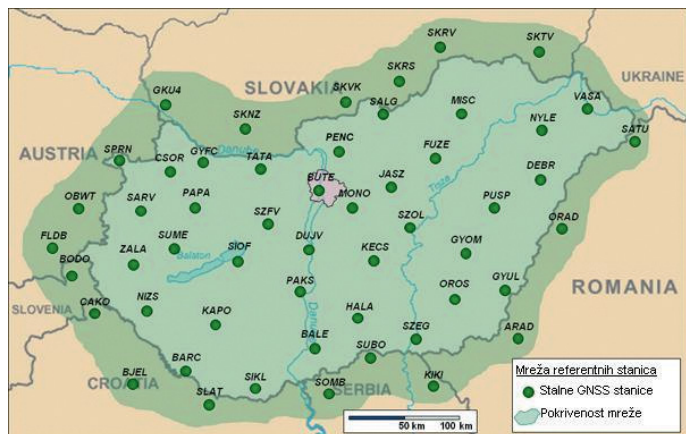 SKRV
SKTV
SKRS
UKRAINE
SLOVAKIA
SKVK
GKU4
VASA
SALG
MISC
SKNZ
NYLE
SATU
PENC
Danube
AUSTRIA
SPRN
GYFC
TATA
FUZE
CSOR
DEBR
Tisza
BUTE
JASZ
OBWT
SARV
PAPA
MONO
PUSP
SZFV
SZOL
ORAD
FLDB
SUME
DUJV
ZALA
Balaton
SIOF
KECS
GYOM
BODO
ROMANIA
PAKS
OROS
GYUL
SLOVENIA
CAKO
NIZS
Danube
KAPO
HALA
SZEG
ARAD
BALE
SUBO
BARC
CROATIA
BJEL
SIKL
SERBIA
KIKI
SLAT
SOMB
50 km
100 km
Mreža referentnih stanica
Stalne GNSS stanice
Pokrivenost mreže